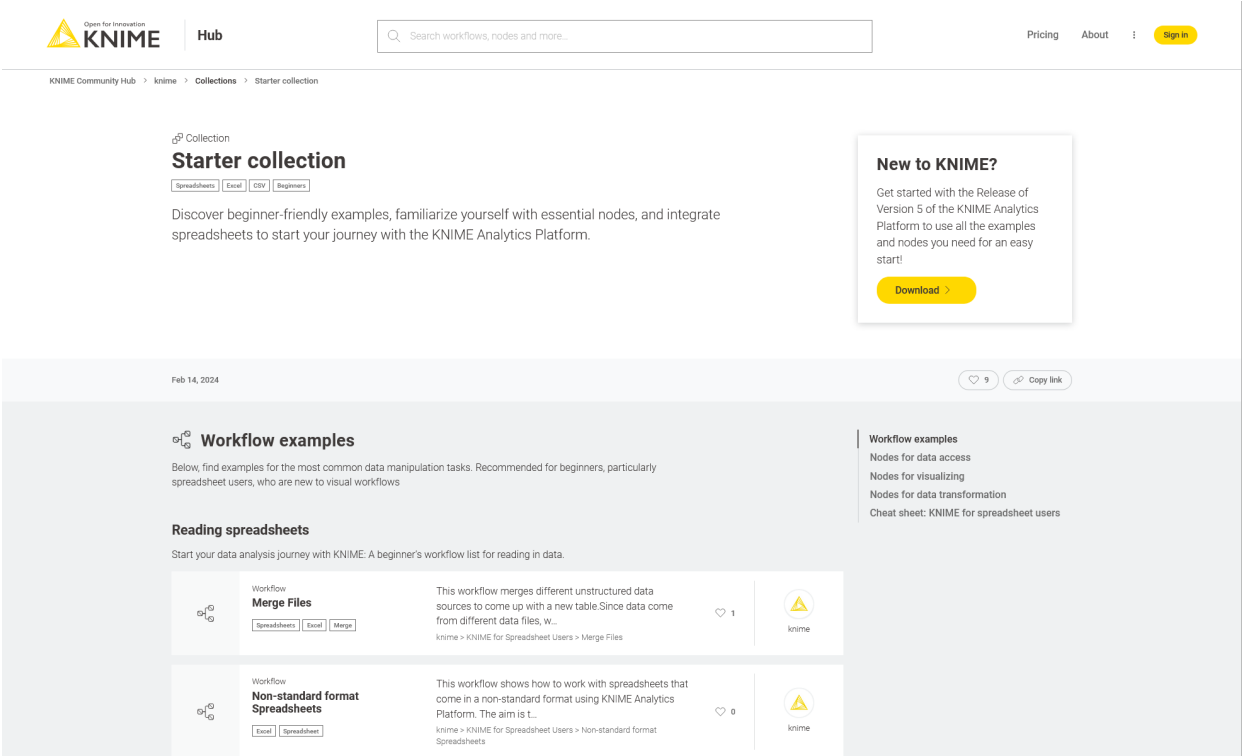 Open for Innovation
KNIME
Hub
Search workflows, nodes and more...
Pricing
About
Sign in
KNIME Community Hub > knime > Collections > Starter collection
Collection
Starter collection
Spreadsheets Excel CSV Beginners
Discover beginner-friendly examples, familiarize yourself with essential nodes, and integrate
spreadsheets to start your journey with the KNIME Analytics Platform.
New to KNIME?
Get started with the Release of
Version 5 of the KNIME Analytics
Platform to use all the examples
and nodes you need for an easy
start!
Download >
Feb 14, 2024
9
Copy link
Workflow examples
Below, find examples for the most common data manipulation tasks. Recommended for beginners, particularly
spreadsheet users, who are new to visual workflows
Reading spreadsheets
Start your data analysis journey with KNIME: A beginner's workflow list for reading in data.
Workflow
Merge Files
Spreadsheets Excel Merge
This workflow merges different unstructured data
sources to come up with a new table.Since data come
from different data files, w...
knime > KNIME for Spreadsheet Users > Merge Files
1
knime
Workflow
Non-standard format
Spreadsheets
Excel Spreadsheet
This workflow shows how to work with spreadsheets that
come in a non-standard format using KNIME Analytics
Platform. The aim is t...
knime > KNIME for Spreadsheet Users > Non-standard format
Spreadsheets
0
knime
Workflow examples
Nodes for data access
Nodes for visualizing
Nodes for data transformation
Cheat sheet: KNIME for spreadsheet users